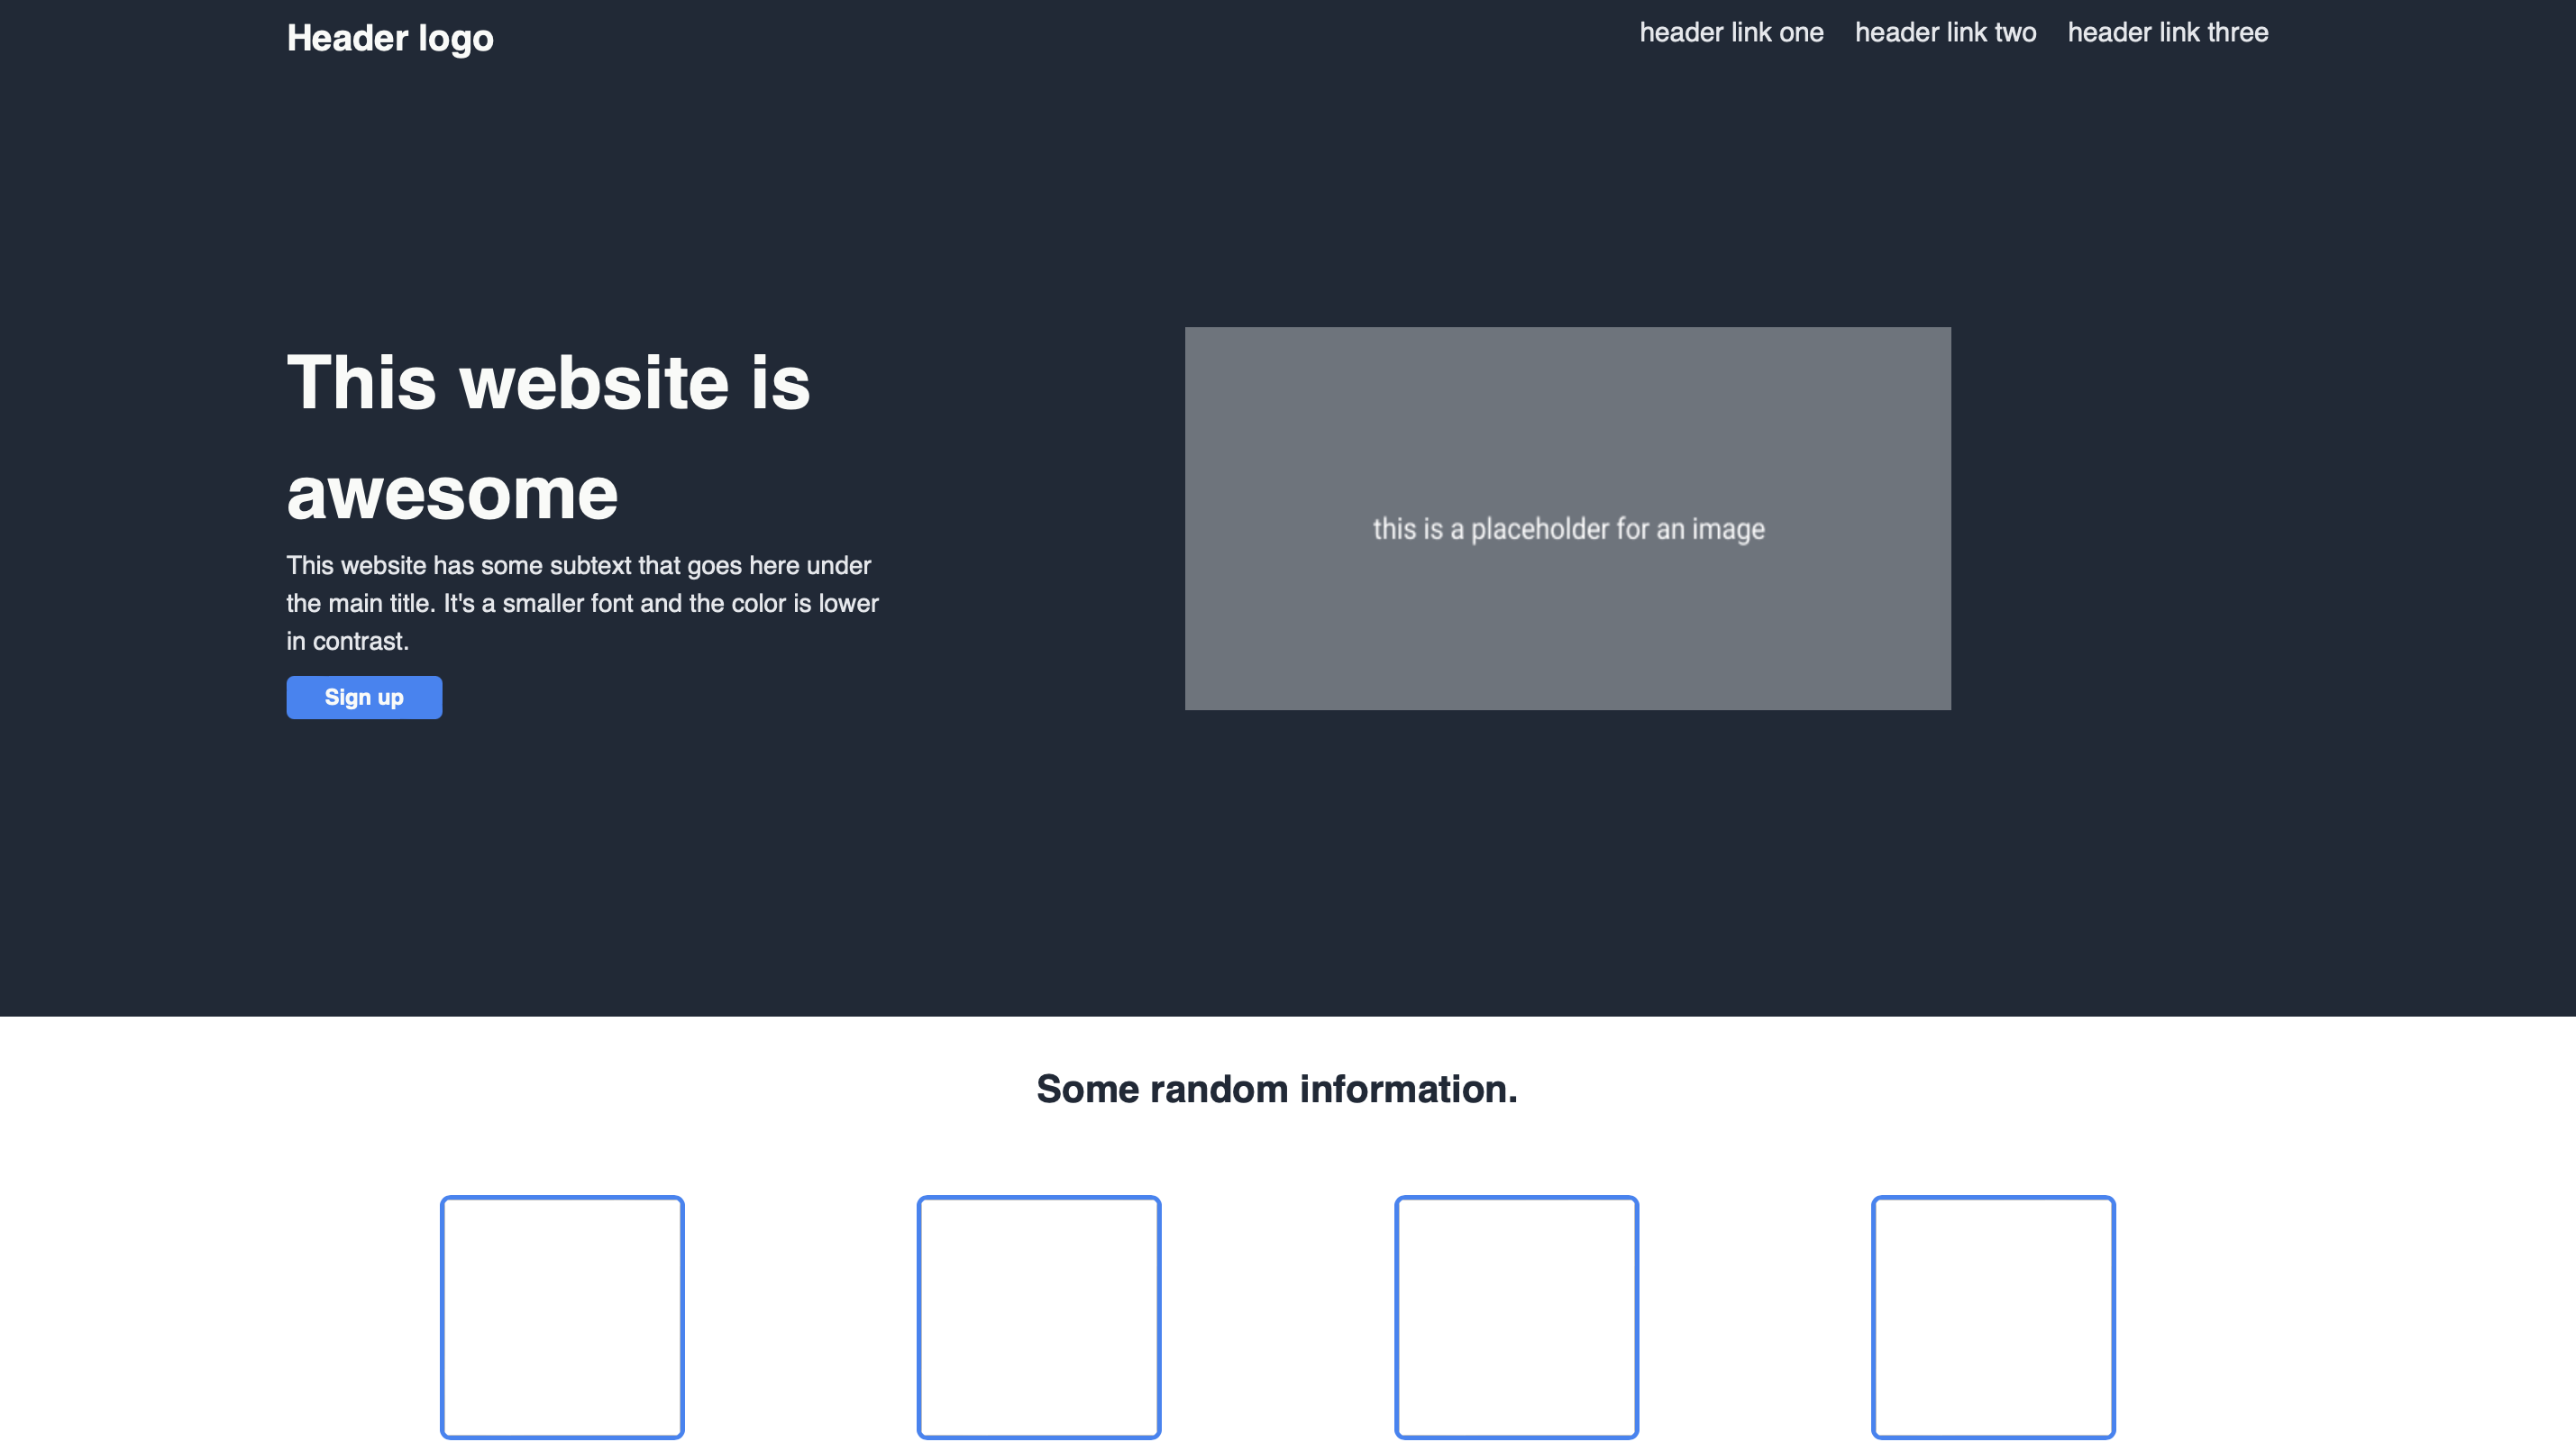 Header logo
header link one
header link two
header link three
This website is
awesome
This website has some subtext that goes here under
the main title. It's a smaller font and the color is lower
in contrast.
Sign up
this is a placeholder for an image
Some random information.